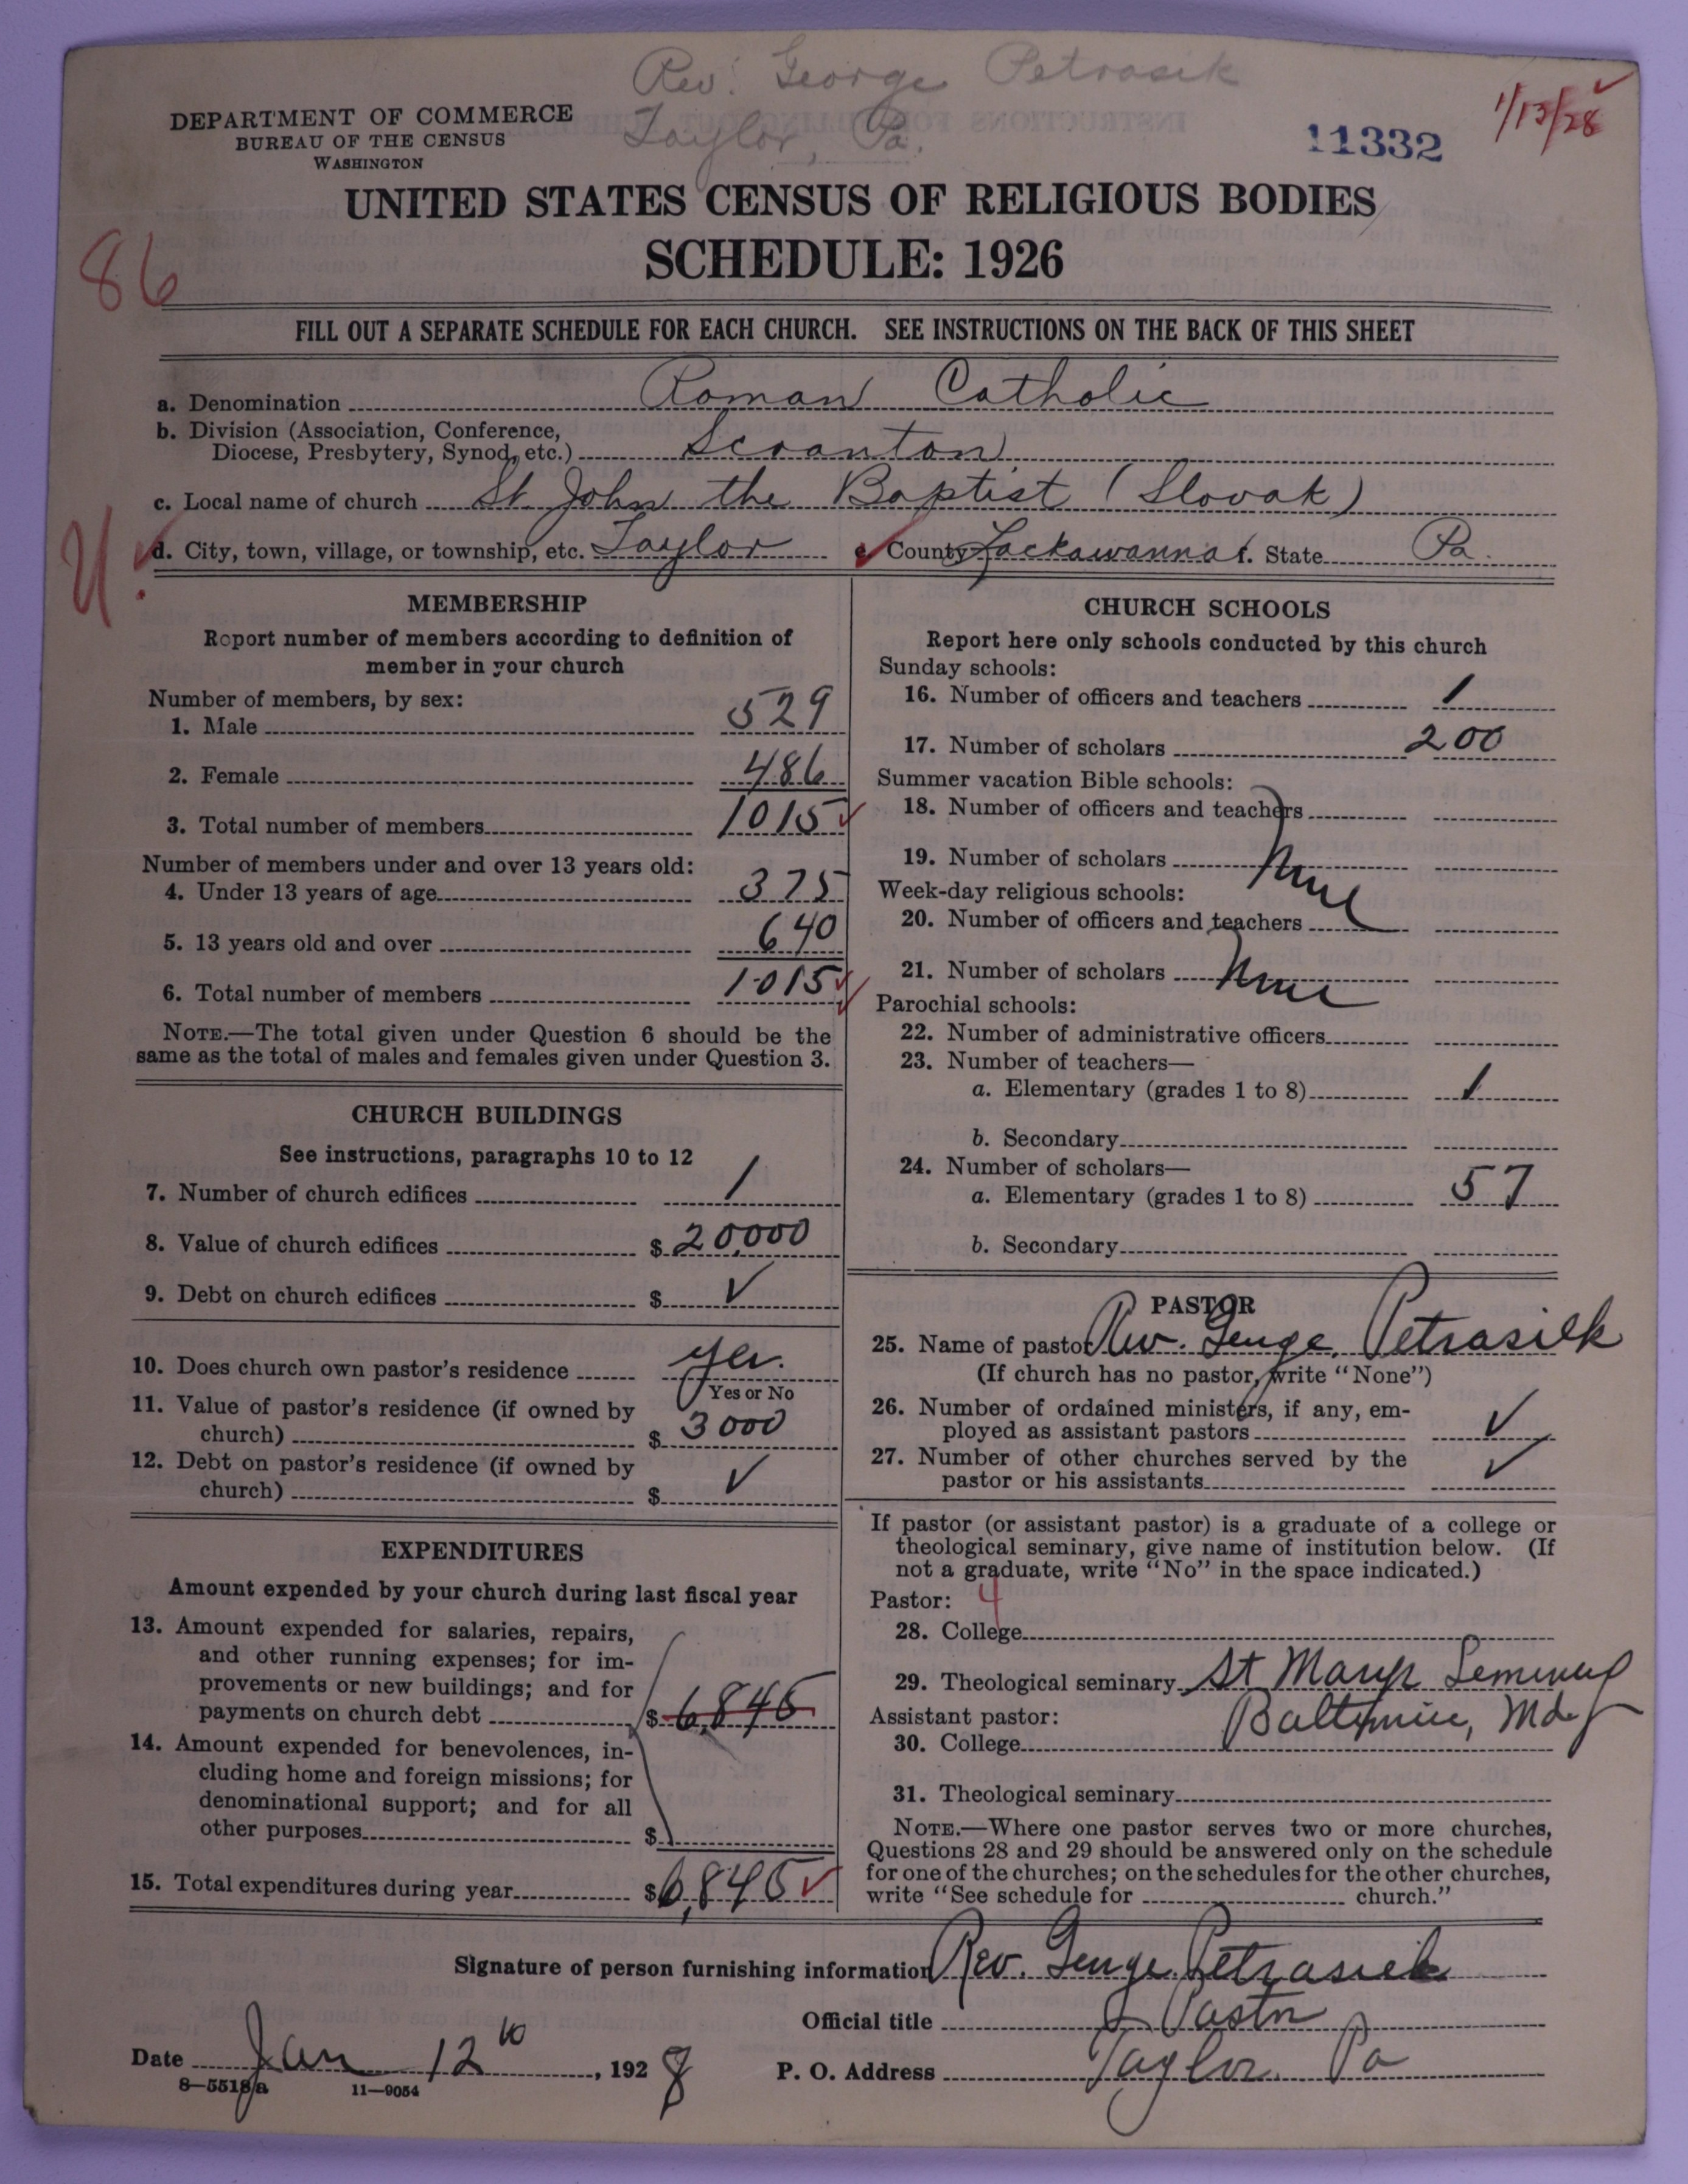 Rev. George Petrasik
Taylor, Pa.
DEPARTMENT OF COMMERCE
BUREAU OF THE CENSUS
WASHINGTON
11332
1/13/28
UNITED STATES CENSUS OF RELIGIOUS BODIES
SCHEDULE: 1926
86
FILL OUT A SEPARATE SCHEDULE FOR EACH CHURCH. SEE INSTRUCTIONS ON THE BACK OF THIS SHEET
a. Denomination Roman Catholic
b. Division (Association, Conference,
Diocese, Presbytery, Synod, etc.) Scranton
c. Local name of church St. John the Baptist (Slovak)
U.
d. City, town, village, or township, etc. Taylor e. County Lackawanna f. State Pa.
MEMBERSHIP
Report number of members according to definition of
member in your church
Number of members, by sex:
1. Male 529
2. Female 486
3. Total number of members 1015 ✓
Number of members under and over 13 years old:
4. Under 13 years of age 375
5. 13 years old and over 640
6. Total number of members 1015 ✓
NOTE.—The total given under Question 6 should be the
same as the total of males and females given under Question 3.
CHURCH BUILDINGS
See instructions, paragraphs 10 to 12
7. Number of church edifices 1
8. Value of church edifices $ 20,000
9. Debt on church edifices $ ✓
10. Does church own pastor's residence yes.
Yes or No
11. Value of pastor's residence (if owned by
church) $ 3000
12. Debt on pastor's residence (if owned by
church) $ ✓
EXPENDITURES
Amount expended by your church during last fiscal year
13. Amount expended for salaries, repairs,
and other running expenses; for im-
provements or new buildings; and for
payments on church debt $ 6,845
14. Amount expended for benevolences, in-
cluding home and foreign missions; for
denominational support; and for all
other purposes $
15. Total expenditures during year $ 6,845 ✓
CHURCH SCHOOLS
Report here only schools conducted by this church
Sunday schools:
16. Number of officers and teachers 1
17. Number of scholars 200
Summer vacation Bible schools:
18. Number of officers and teachers
19. Number of scholars None
Week-day religious schools:
20. Number of officers and teachers
21. Number of scholars None
Parochial schools:
22. Number of administrative officers
23. Number of teachers—
a. Elementary (grades 1 to 8) 1
b. Secondary
24. Number of scholars—
a. Elementary (grades 1 to 8) 57
b. Secondary
PASTOR
25. Name of pastor Rev. George Petrasik
(If church has no pastor, write "None")
26. Number of ordained ministers, if any, em-
ployed as assistant pastors ✓
27. Number of other churches served by the
pastor or his assistants ✓
If pastor (or assistant pastor) is a graduate of a college or
theological seminary, give name of institution below. (If
not a graduate, write "No" in the space indicated.)
Pastor: 4
28. College
29. Theological seminary St Marys Seminary
Assistant pastor: Baltimore, Md
30. College
31. Theological seminary
NOTE.—Where one pastor serves two or more churches,
Questions 28 and 29 should be answered only on the schedule
for one of the churches; on the schedules for the other churches,
write "See schedule for church."
Signature of person furnishing information Rev. George Petrasik
Official title Pastor
Date Jan 12th, 1928
P. O. Address Taylor, Pa
8—5518a 11—9054